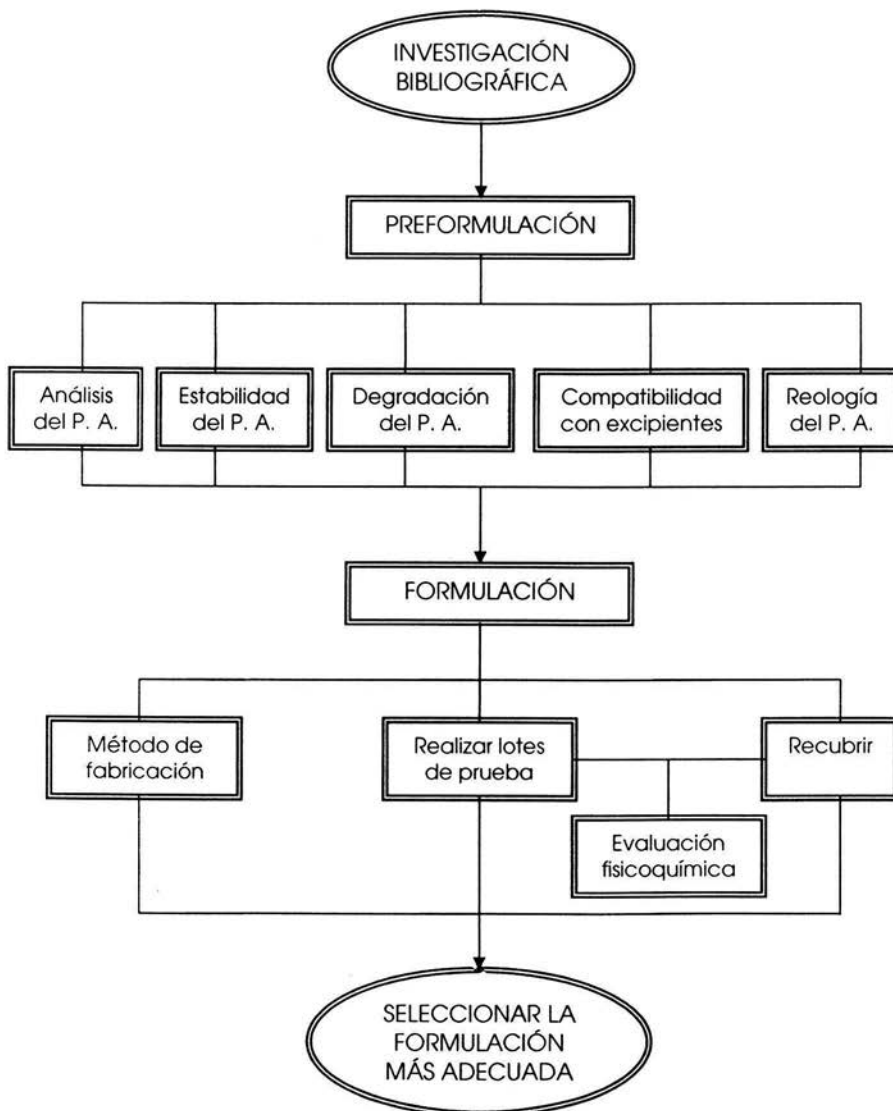 INVESTIGACIÓN
BIBLIOGRÁFICA
PREFORMULACIÓN
Análisis
del P. A.
Estabilidad
del P. A.
Degradación
del P. A.
Compatibilidad
con excipientes
Reología
del P. A.
FORMULACIÓN
Método de
fabricación
Realizar lotes
de prueba
Recubrir
Evaluación
fisicoquímica
SELECCIONAR LA
FORMULACIÓN
MÁS ADECUADA